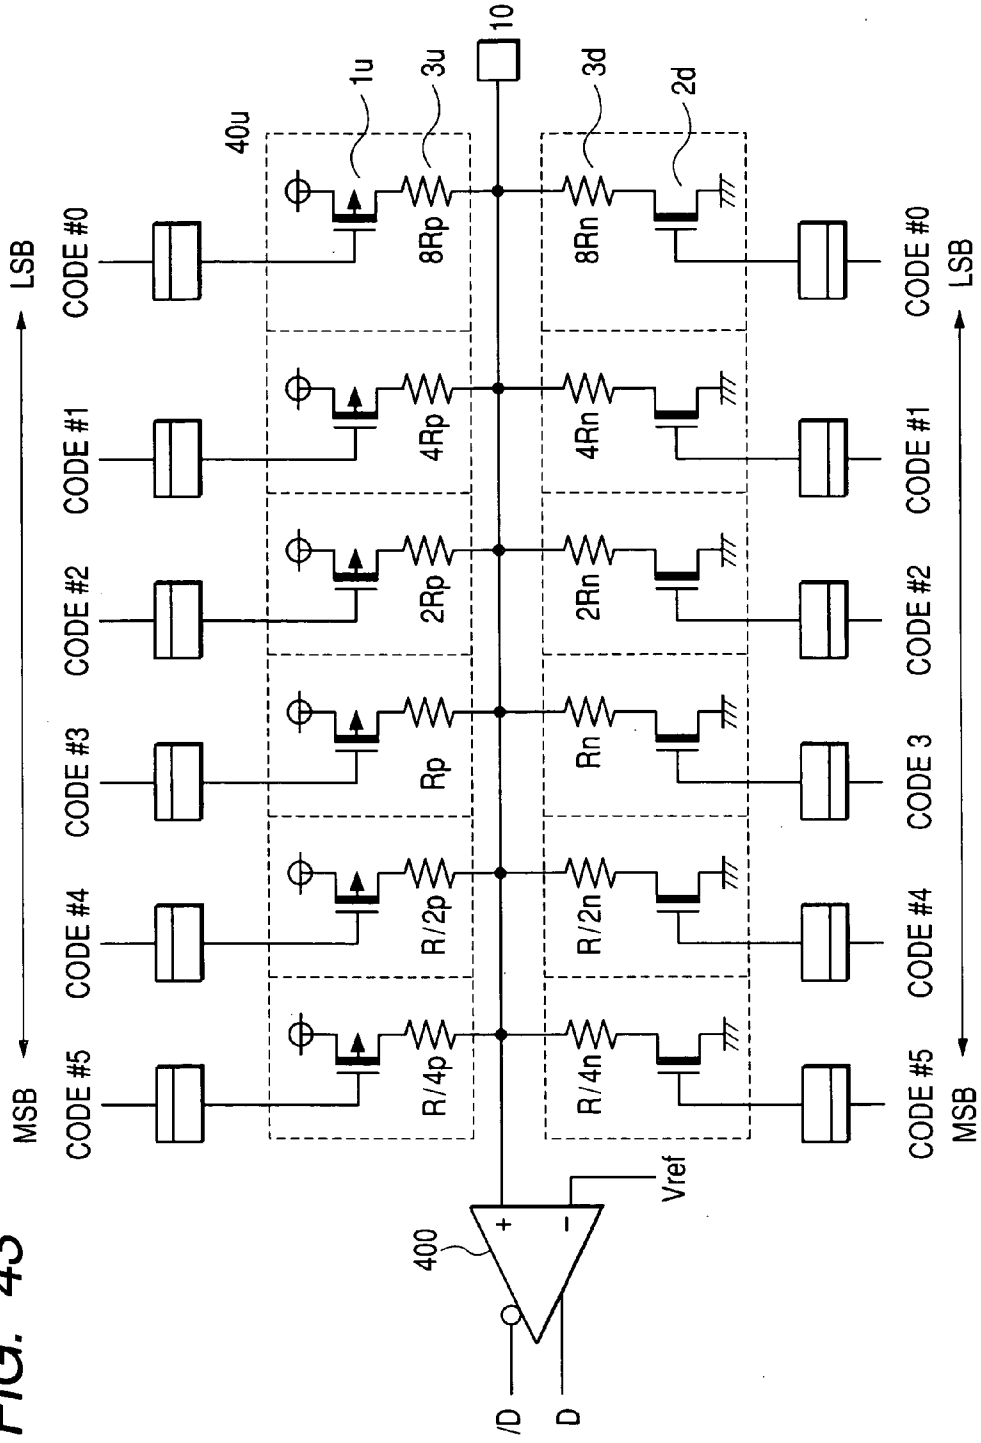 FIG. 43
MSB LSB
CODE #5 CODE #4 CODE #3 CODE #2 CODE #1 CODE #0
40u
1u
400 R/4p R/2p Rp 2Rp 4Rp 8Rp 3u
/D + 10
D −
R/4n R/2n Rn 2Rn 4Rn 8Rn 3d
Vref 2d
CODE #5 CODE #4 CODE 3 CODE #2 CODE #1 CODE #0
MSB LSB